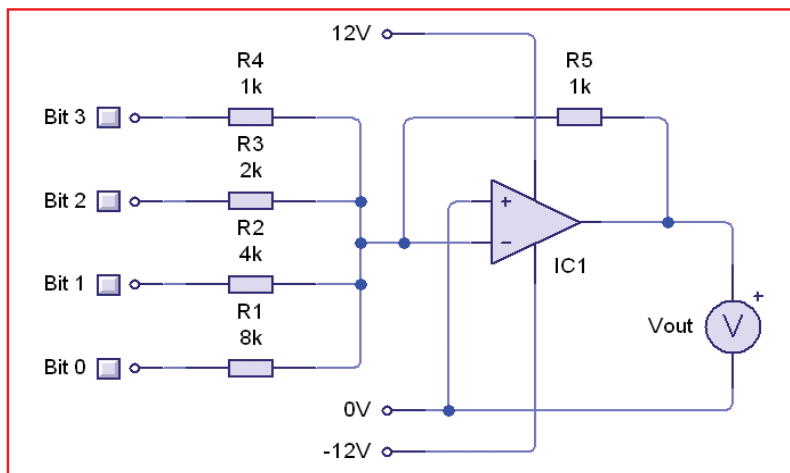 12V
R4
1k
R5
1k
Bit 3
R3
2k
Bit 2
+
R2
4k
−
IC1
Bit 1
R1
8k
+
V
Vout
Bit 0
0V
-12V